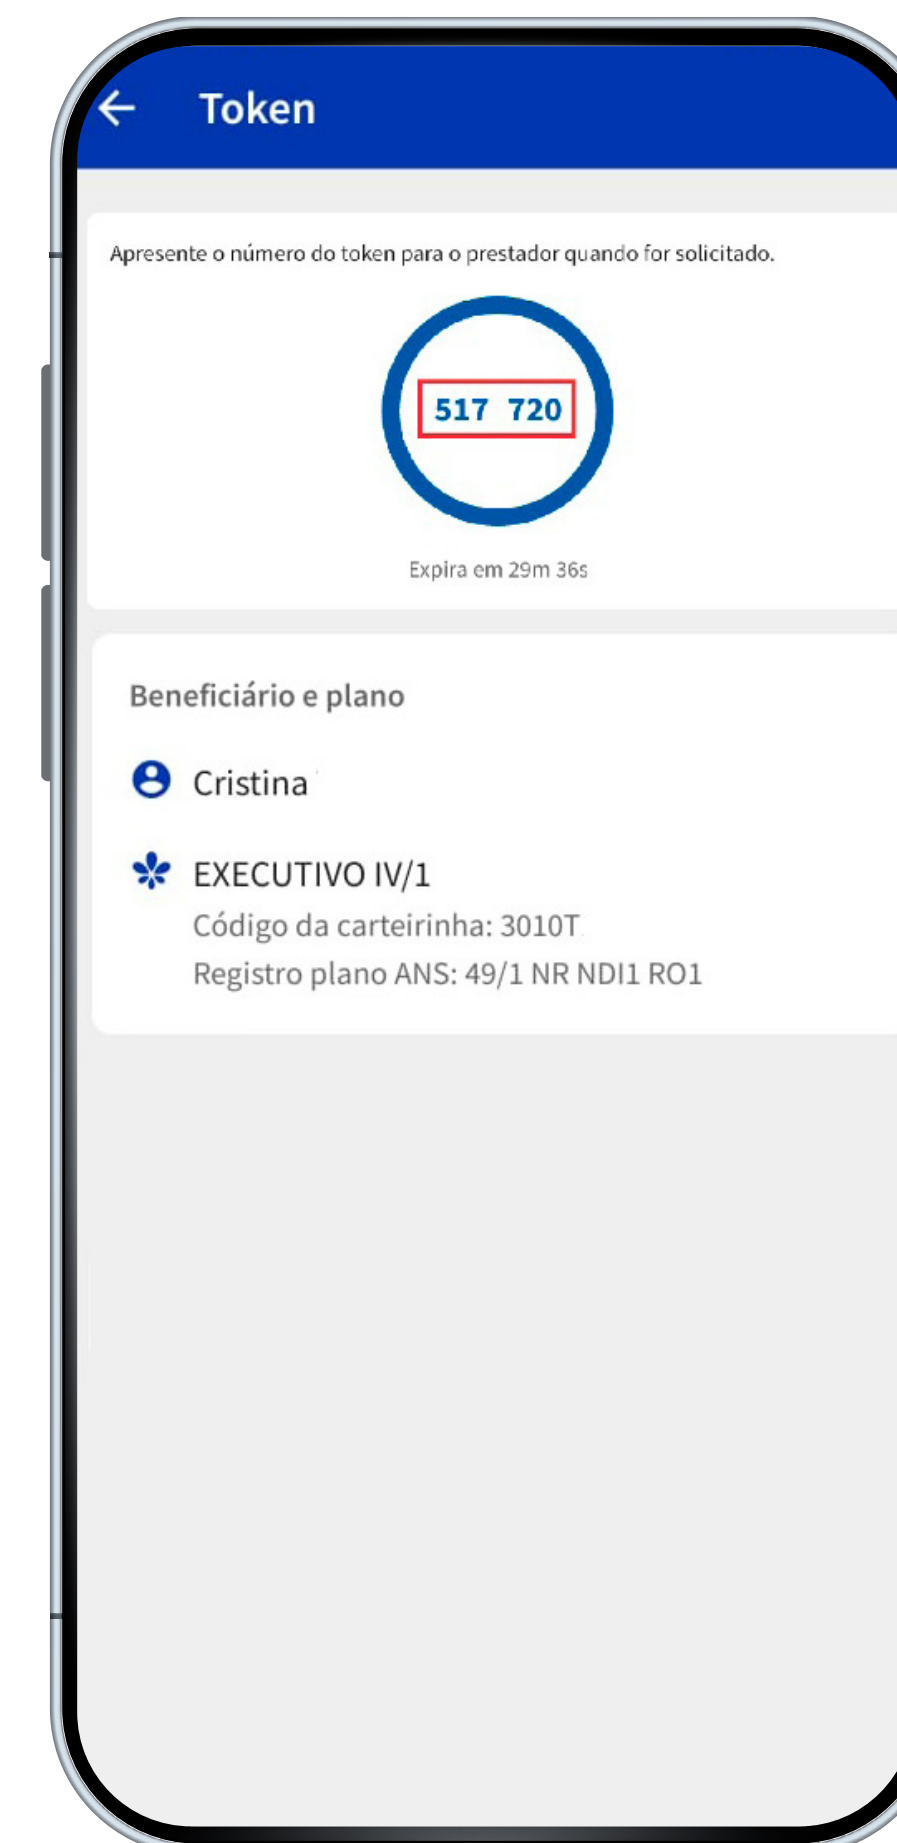 Token
Apresente o número do token para o prestador quando for solicitado.
517 720
Expira em 29m 36s
Beneficiário e plano
Cristina
EXECUTIVO IV/1
Código da carteirinha: 3010T
Registro plano ANS: 49/1 NR NDI1 RO1